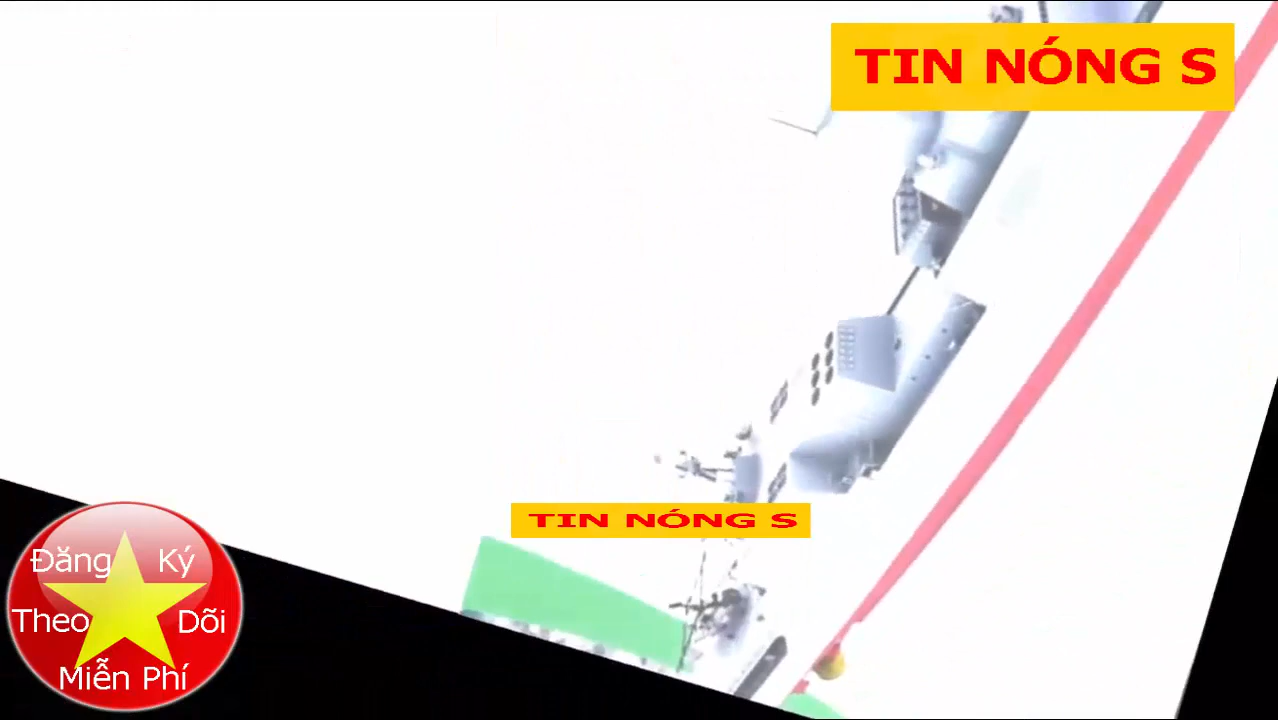 TIN NÓNG S
TIN NÓNG S
Đăng Ký
Theo Dõi
Miễn Phí